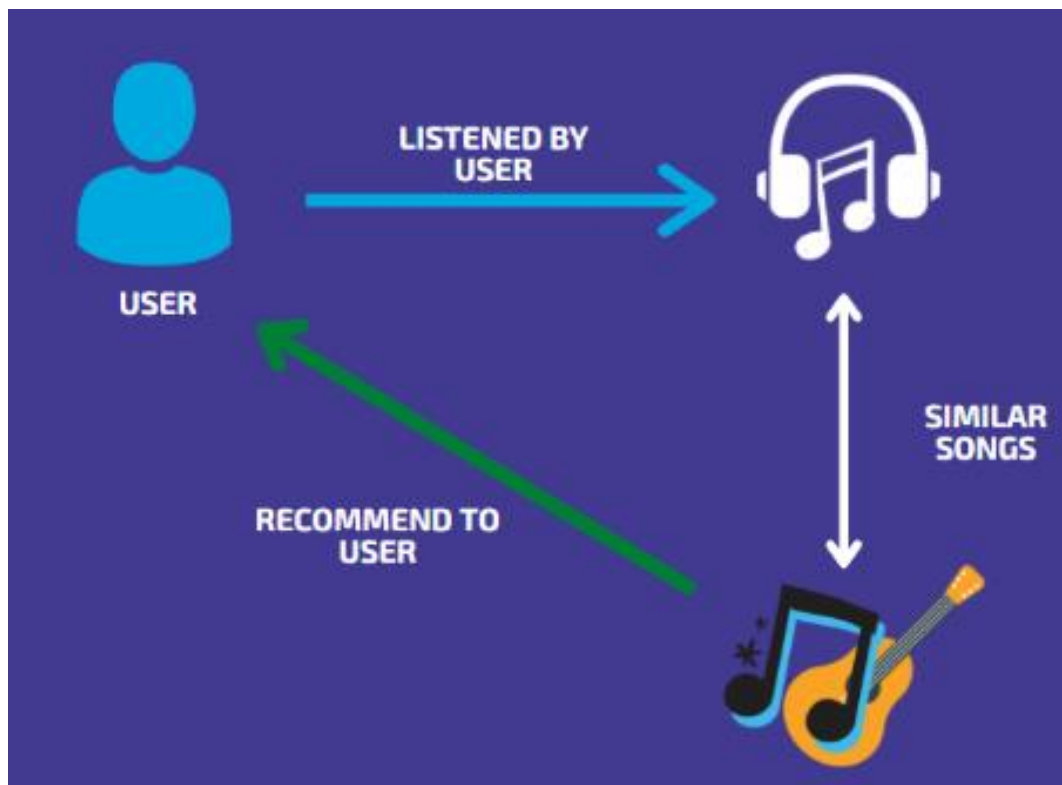 LISTENED BY
USER
USER
SIMILAR
SONGS
RECOMMEND TO
USER